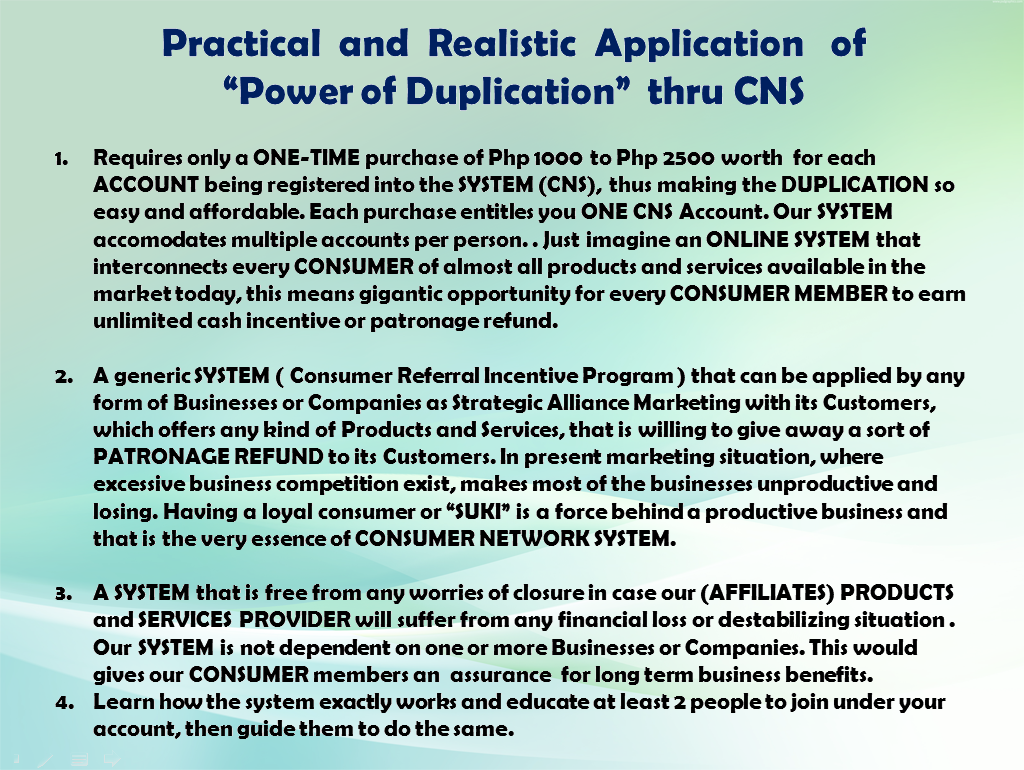 Practical and Realistic Application of
“Power of Duplication” thru CNS
1. Requires only a ONE-TIME purchase of Php 1000 to Php 2500 worth for each
ACCOUNT being registered into the SYSTEM (CNS), thus making the DUPLICATION so
easy and affordable. Each purchase entitles you ONE CNS Account. Our SYSTEM
accomodates multiple accounts per person. . Just imagine an ONLINE SYSTEM that
interconnects every CONSUMER of almost all products and services available in the
market today, this means gigantic opportunity for every CONSUMER MEMBER to earn
unlimited cash incentive or patronage refund.
2. A generic SYSTEM ( Consumer Referral Incentive Program ) that can be applied by any
form of Businesses or Companies as Strategic Alliance Marketing with its Customers,
which offers any kind of Products and Services, that is willing to give away a sort of
PATRONAGE REFUND to its Customers. In present marketing situation, where
excessive business competition exist, makes most of the businesses unproductive and
losing. Having a loyal consumer or “SUKI” is a force behind a productive business and
that is the very essence of CONSUMER NETWORK SYSTEM.
3. A SYSTEM that is free from any worries of closure in case our (AFFILIATES) PRODUCTS
and SERVICES PROVIDER will suffer from any financial loss or destabilizing situation .
Our SYSTEM is not dependent on one or more Businesses or Companies. This would
gives our CONSUMER members an assurance for long term business benefits.
4. Learn how the system exactly works and educate at least 2 people to join under your
account, then guide them to do the same.